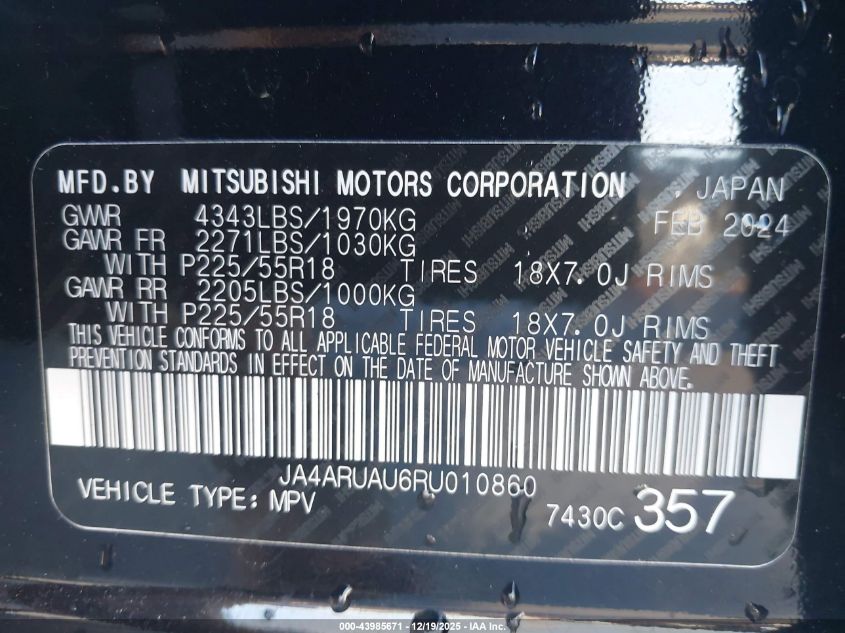 MFD.BY MITSUBISHI MOTORS CORPORATION , JAPAN
GVWR 4343LBS/1970KG FEB 2024
GAWR FR 2271LBS/1030KG
WITH P225/55R18 TIRES 18X7.0J RIMS
GAWR RR 2205LBS/1000KG
WITH P225/55R18 TIRES 18X7.0J RIMS
THIS VEHICLE CONFORMS TO ALL APPLICABLE FEDERAL MOTOR VEHICLE SAFETY AND THEFT
PREVENTION STANDARDS IN EFFECT ON THE DATE OF MANUFACTURE SHOWN ABOVE.
JA4ARUAU6RU010860
VEHICLE TYPE: MPV
7430C 357
000-43985671 - 12/19/2025 - IAA Inc.